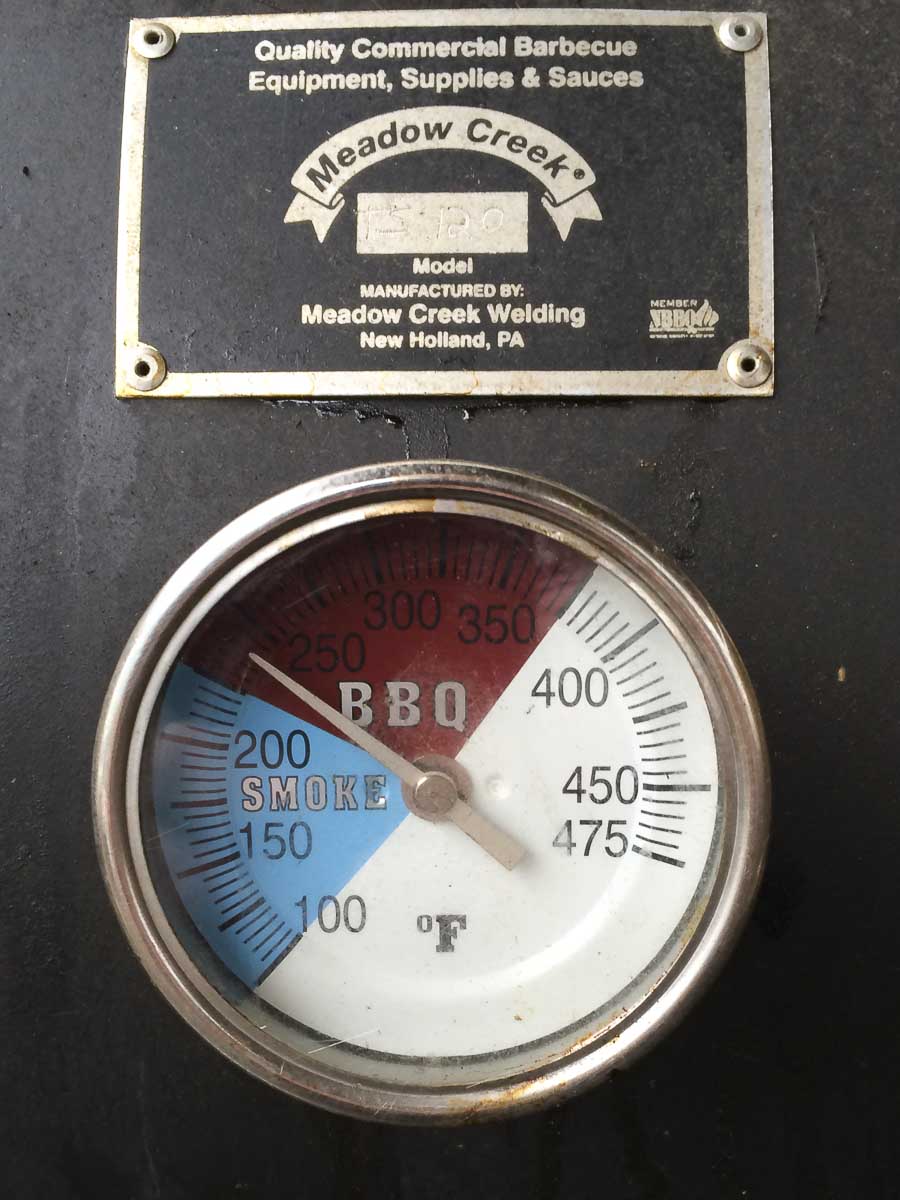 Quality Commercial Barbecue
Equipment, Supplies & Sauces
Meadow Creek®
TS 120
Model
MANUFACTURED BY:
Meadow Creek Welding
New Holland, PA
MEMBER
NBBQA
300
350
250
BBQ
400
200
SMOKE
450
150
475
100
°F